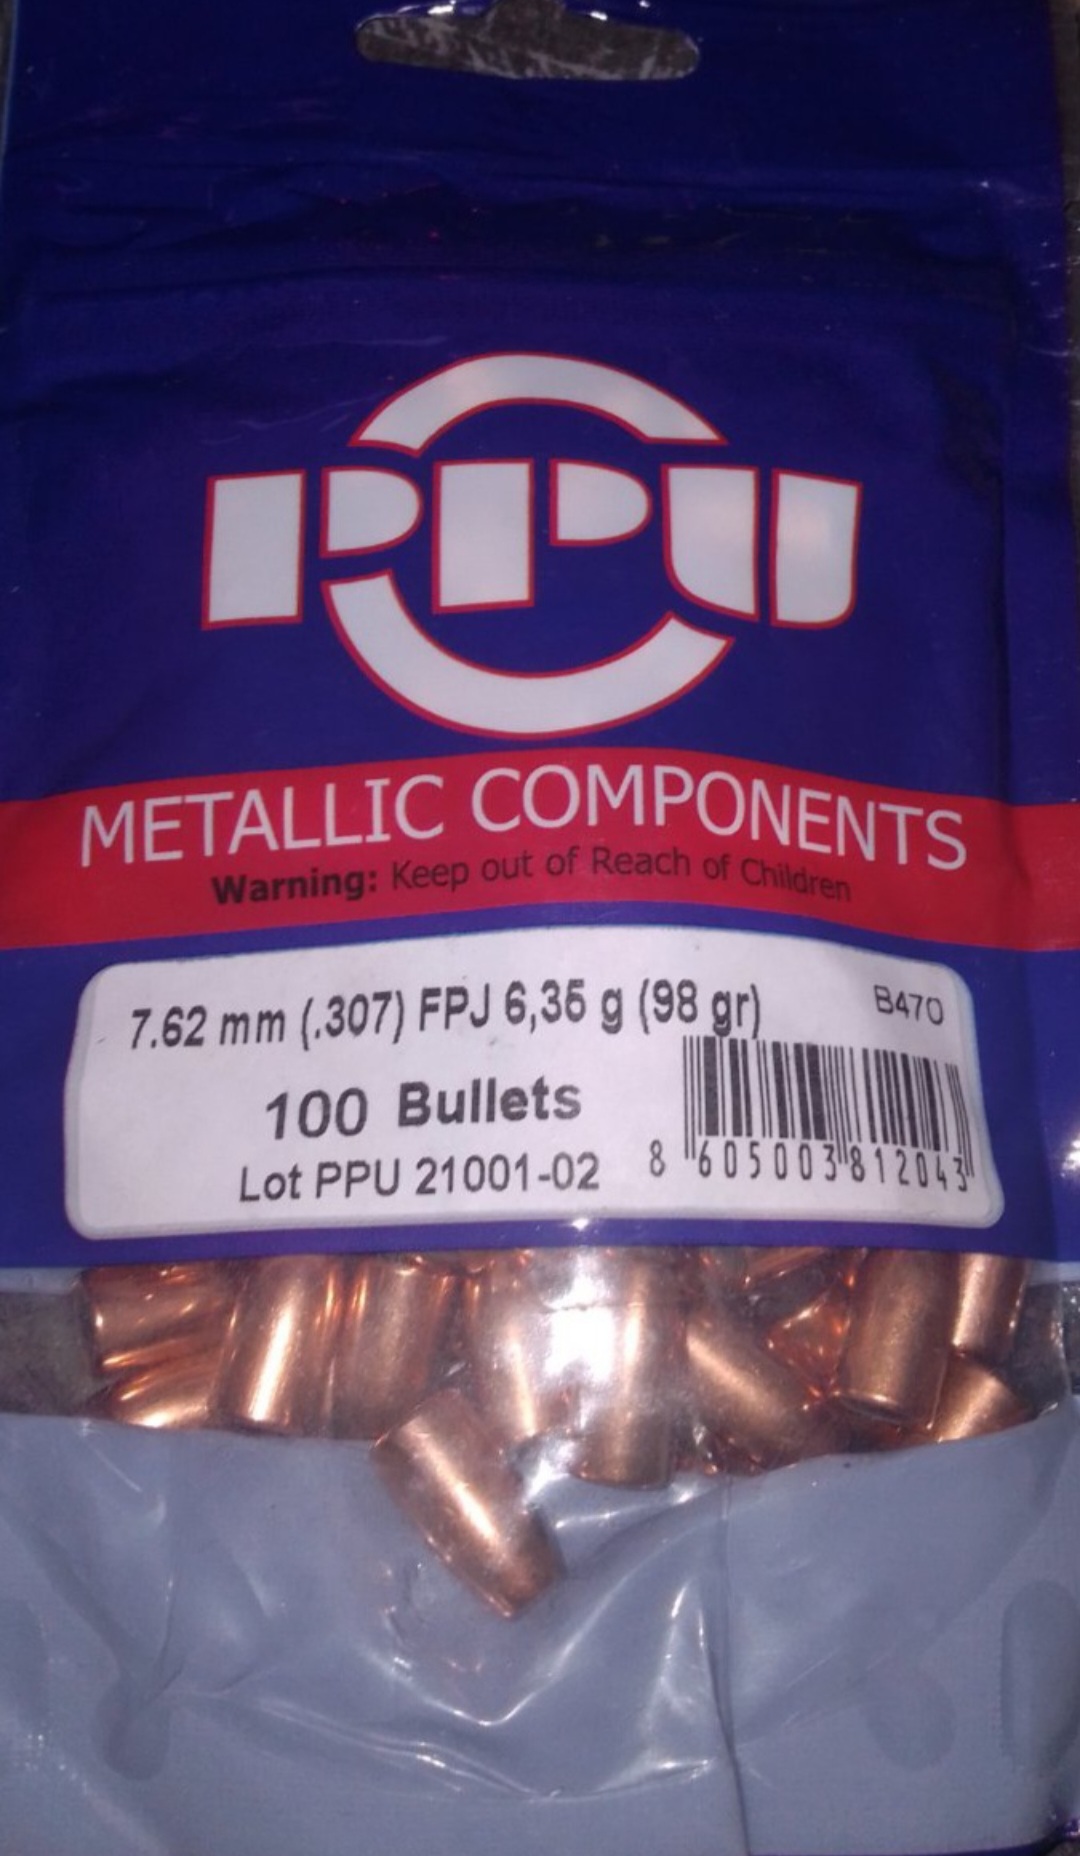 PPU
METALLIC COMPONENTS
Warning: Keep out of Reach of Children
7.62 mm (.307) FPJ 6,35 g (98 gr) B470
100 Bullets
Lot PPU 21001-02
8 605003 812043